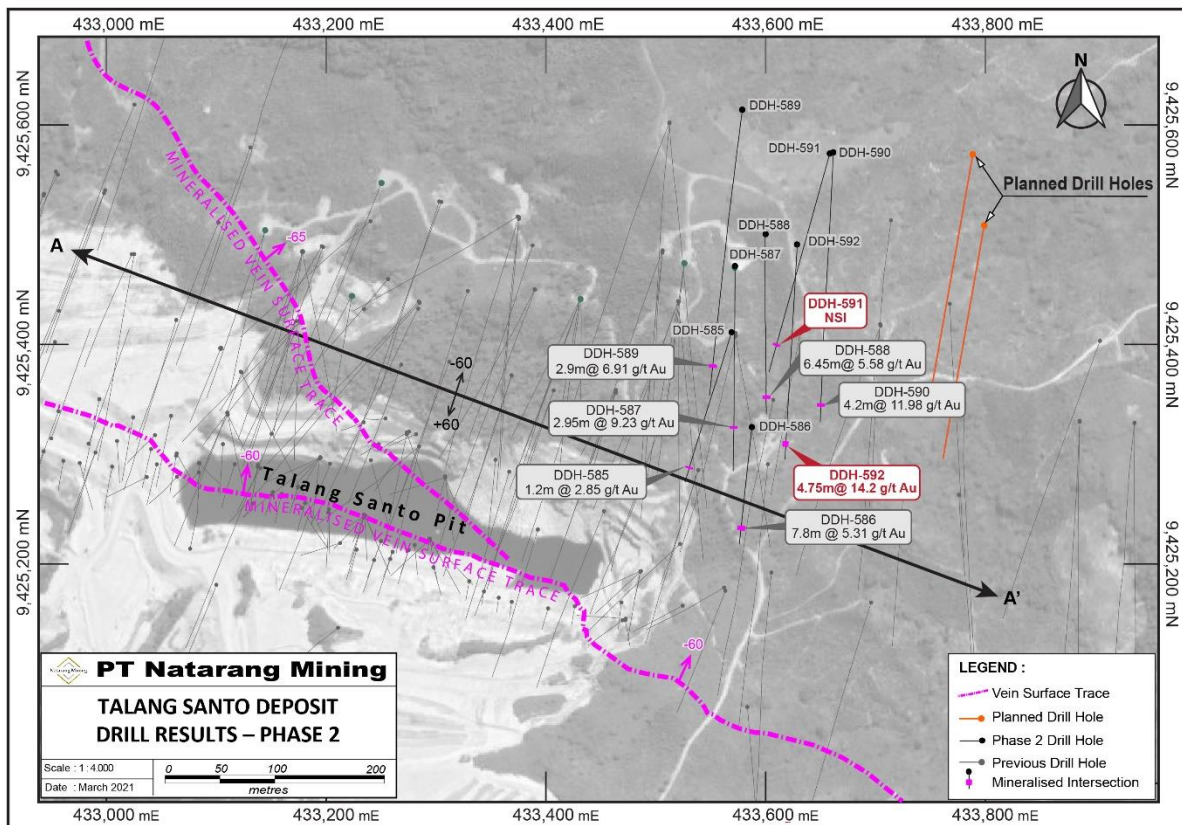 433,000 mE
433,200 mE
433,400 mE
433,600 mE
433,800 mE
9,425,600 mN
9,425,400 mN
9,425,200 mN
9,425,600 mN
9,425,400 mN
9,425,200 mN
N
DDH-589
DDH-591
DDH-590
Planned Drill Holes
MINERALISED VEIN SURFACE TRACE
-65
A
DDH-588
DDH-592
DDH-587
DDH-591
NSI
DDH-585
DDH-589
2.9m@ 6.91 g/t Au
DDH-588
6.45m@ 5.58 g/t Au
-60
+60
DDH-590
4.2m@ 11.98 g/t Au
DDH-587
2.95m @ 9.23 g/t Au
DDH-586
TRACE
-60
Talang Santo Pit
MINERALISED VEIN SURFACE TRACE
DDH-585
1.2m @ 2.85 g/t Au
DDH-592
4.75m@ 14.2 g/t Au
DDH-586
7.8m @ 5.31 g/t Au
A'
-60
Natarang Mining
PT Natarang Mining
TALANG SANTO DEPOSIT
DRILL RESULTS – PHASE 2
Scale : 1:4.000
Date : March 2021
0 50 100 200
metres
LEGEND :
Vein Surface Trace
Planned Drill Hole
Phase 2 Drill Hole
Previous Drill Hole
Mineralised Intersection
433,000 mE
433,200 mE
433,400 mE
433,600 mE
433,800 mE